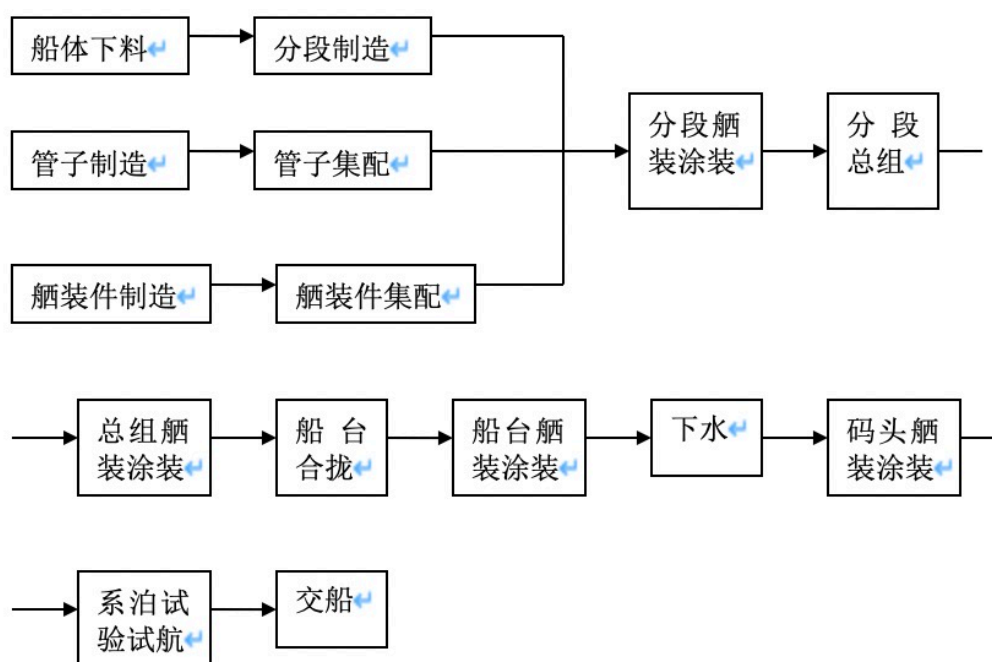 船体下料
分段制造
管子制造
管子集配
分段舾
装涂装
分段
总组
舾装件制造
舾装件集配
总组舾
装涂装
船台
合拢
船台舾
装涂装
下水
码头舾
装涂装
系泊试
验试航
交船